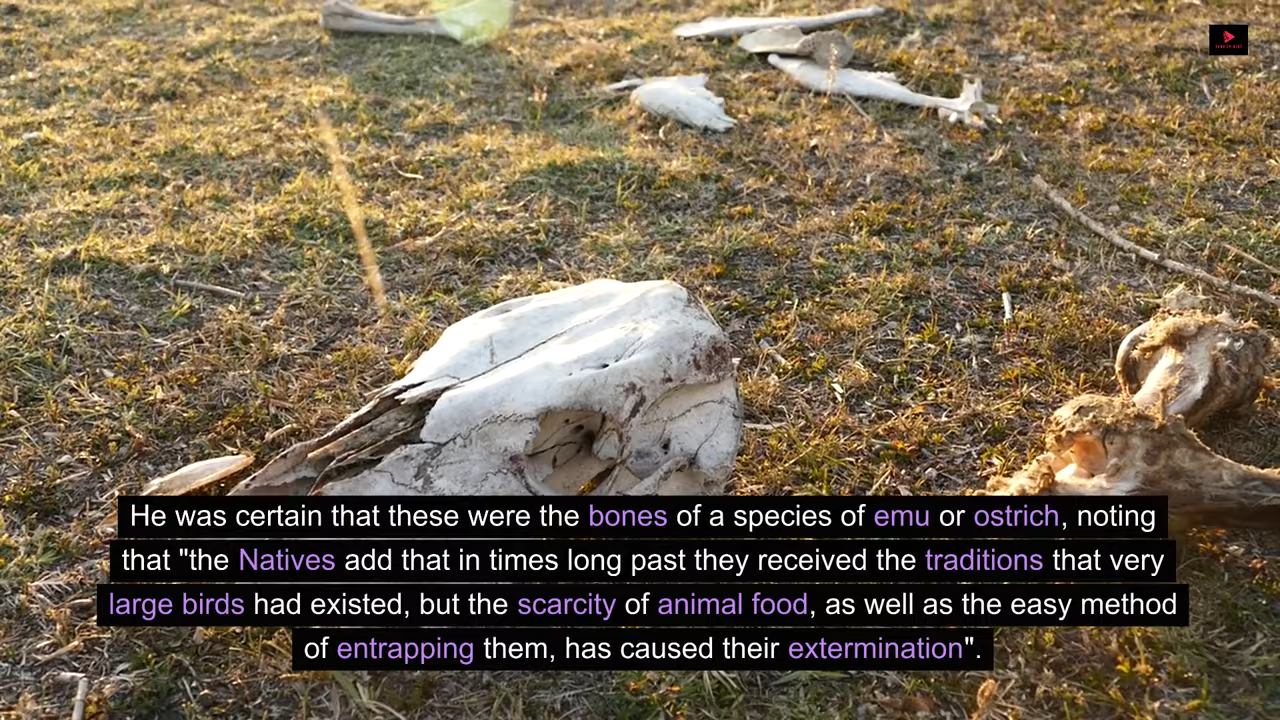 He was certain that these were the bones of a species of emu or ostrich, noting
that "the Natives add that in times long past they received the traditions that very
large birds had existed, but the scarcity of animal food, as well as the easy method
of entrapping them, has caused their extermination".